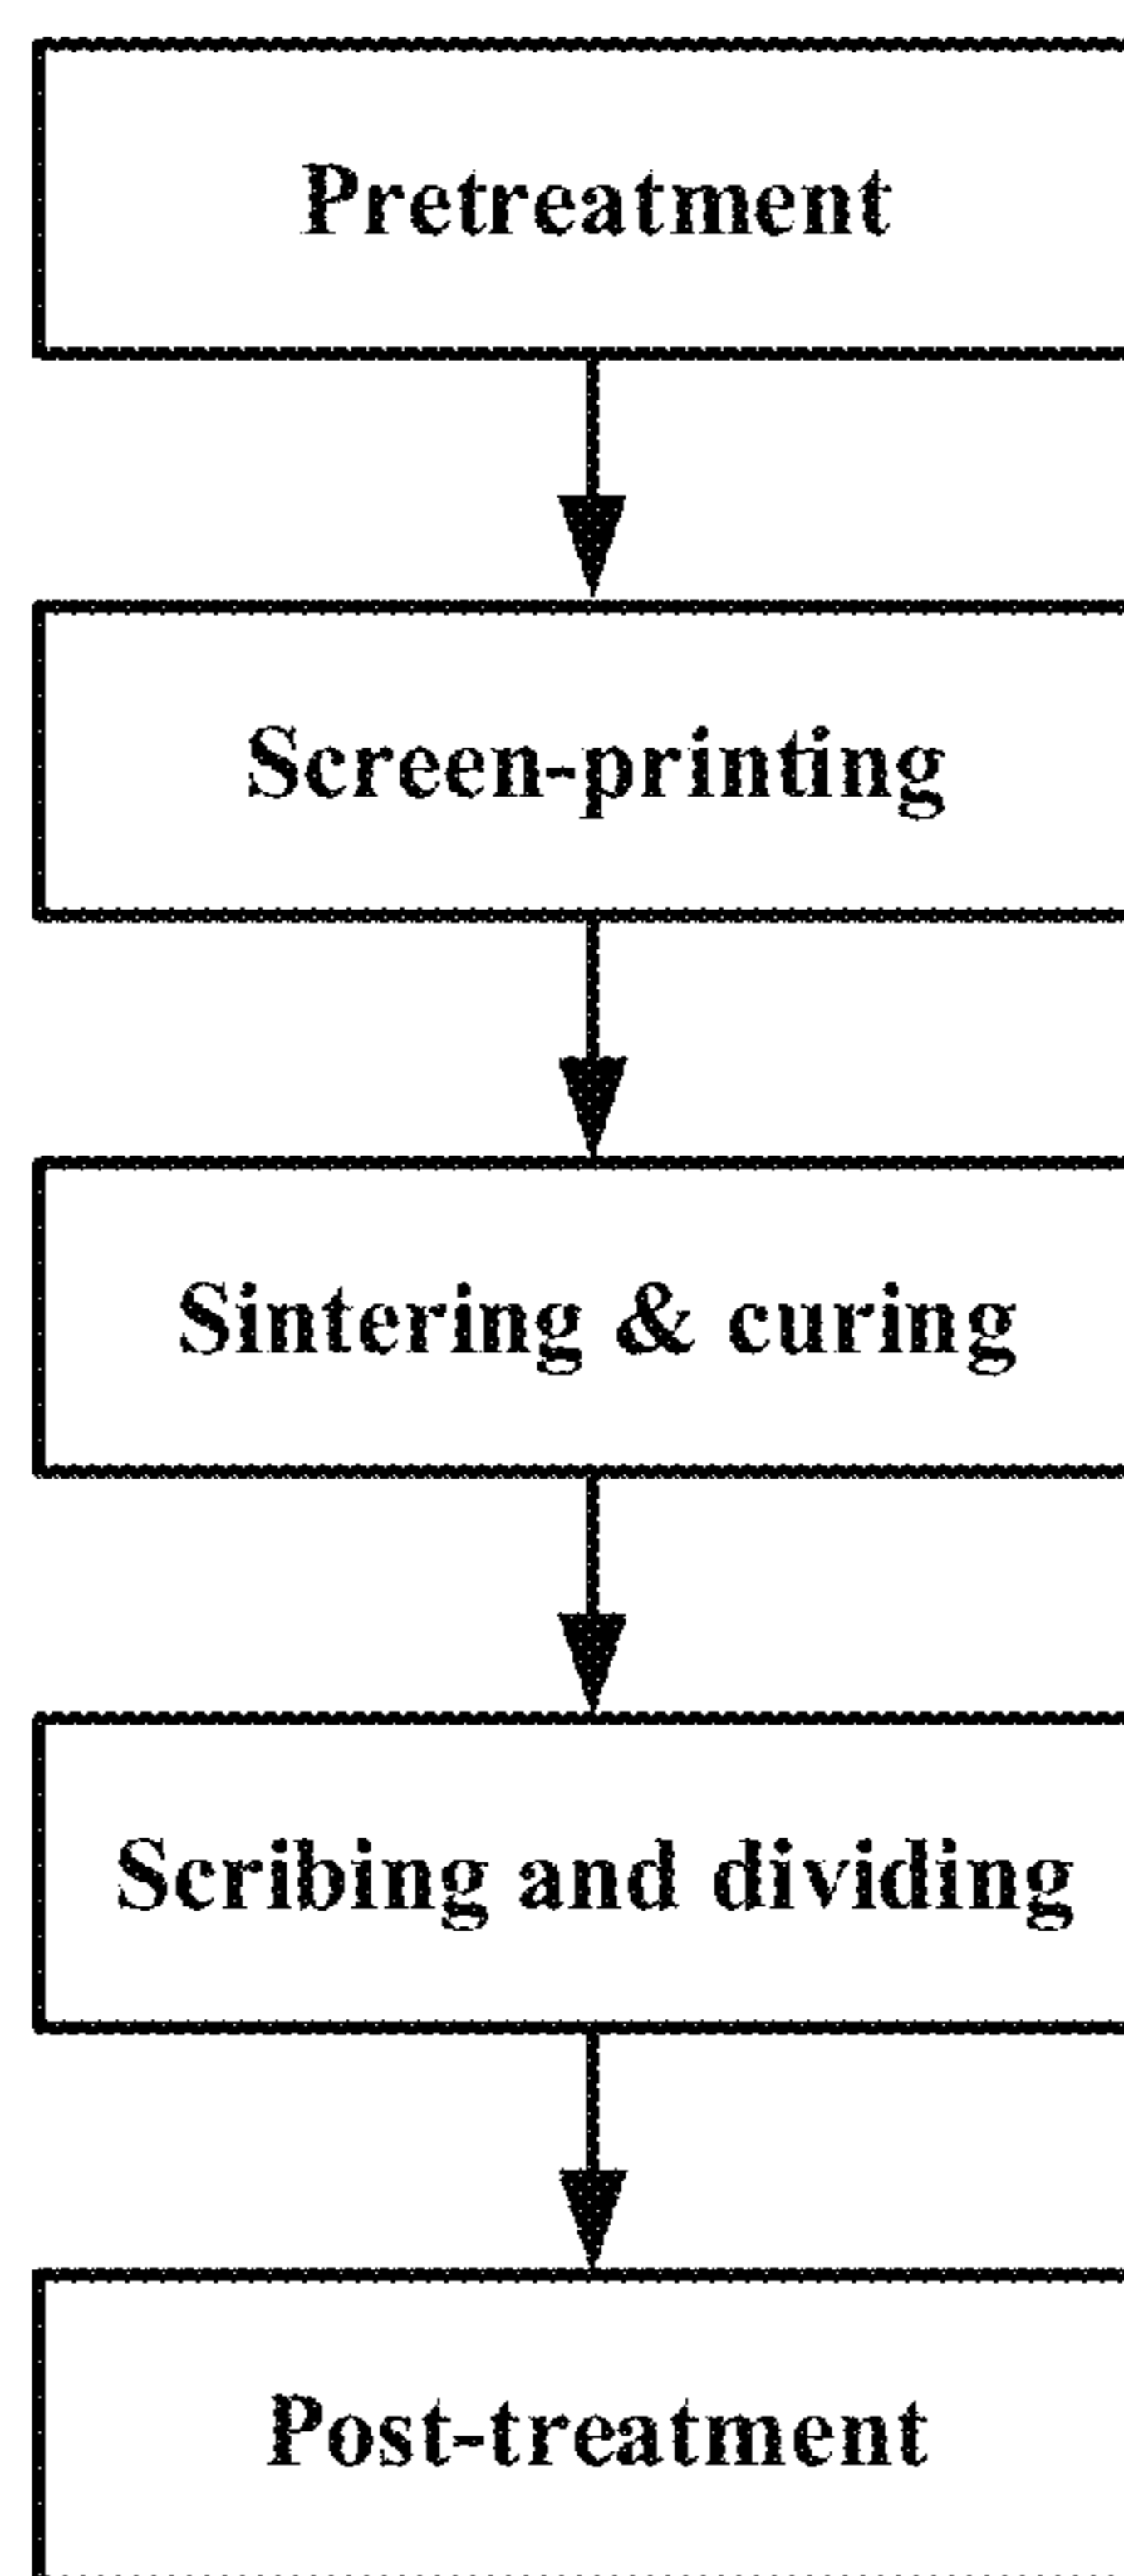 Pretreatment
Screen-printing
Sintering & curing
Scribing and dividing
Post-treatment